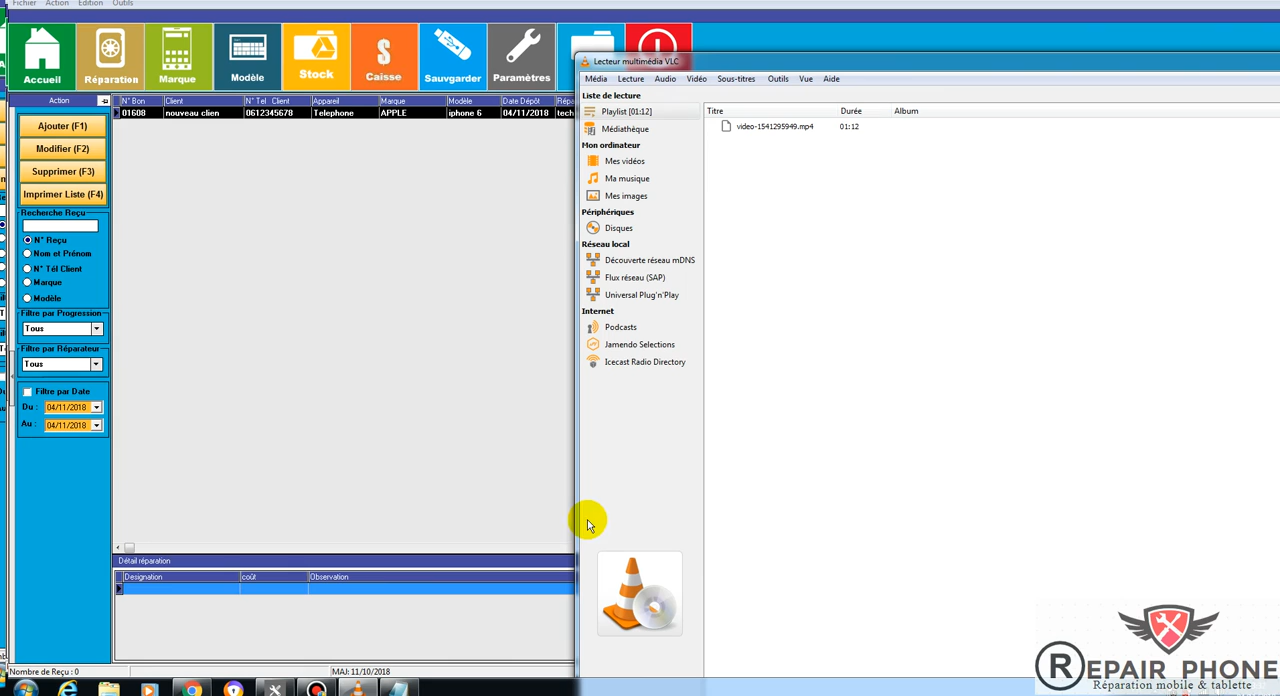 Fichier Action Edition Outils
Accueil Réparation Marque Modèle Stock Caisse Sauvgarder Paramètres
Action
N° Bon Client N° Tel Client Appareil Marque Modèle Date Dépôt Répa
01608 nouveau clien 0612345678 Telephone APPLE iphone 6 04/11/2018 tech
Ajouter (F1)
Modifier (F2)
Supprimer (F3)
Imprimer Liste (F4)
Recherche Reçu
N° Reçu
Nom et Prénom
N° Tél Client
Marque
Modèle
Filtre par Progression
Tous
Filtre par Réparateur
Tous
Filtre par Date
Du : 04/11/2018
Au : 04/11/2018
Détail réparation
Designation coût Observation
Nombre de Reçu : 0
MAJ: 11/10/2018
Lecteur multimédia VLC
Média Lecture Audio Vidéo Sous-titres Outils Vue Aide
Liste de lecture
Playlist [01:12]
Médiathèque
Mon ordinateur
Mes vidéos
Ma musique
Mes images
Périphériques
Disques
Réseau local
Découverte réseau mDNS
Flux réseau (SAP)
Universal Plug'n'Play
Internet
Podcasts
Jamendo Selections
Icecast Radio Directory
Titre Durée Album
video-1541295949.mp4 01:12
REPAIR PHONE
Réparation mobile & tablette